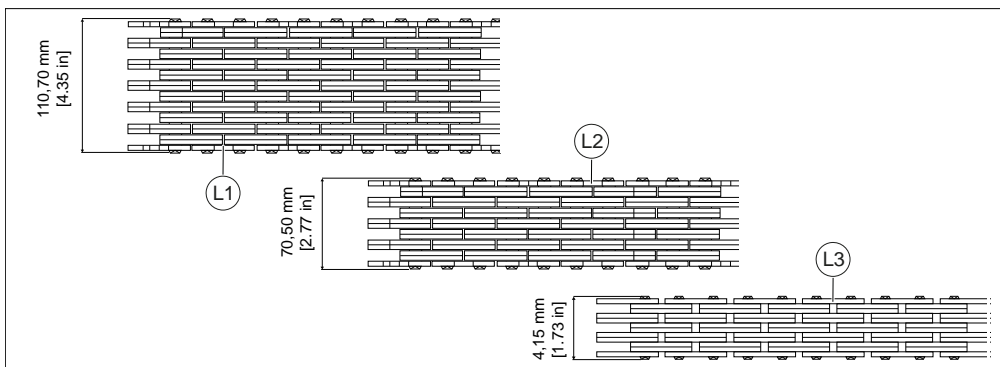 110,70 mm
[4.35 in]
L1
L2
70,50 mm
[2.77 in]
L3
4,15 mm
[1.73 in]